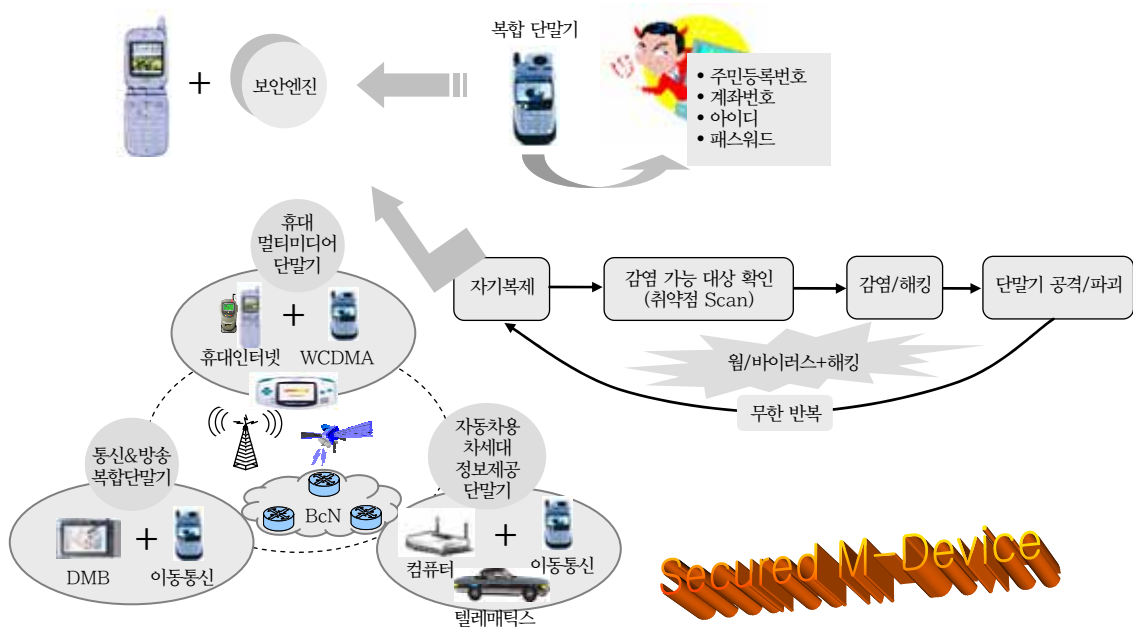 복합 단말기
보안엔진
• 주민등록번호
• 계좌번호
• 아이디
• 패스워드
휴대
멀티미디어
단말기
휴대인터넷
WCDMA
자기복제
감염 가능 대상 확인
(취약점 Scan)
감염/해킹
단말기 공격/파괴
웜/바이러스+해킹
무한 반복
통신&방송
복합단말기
DMB
이동통신
BcN
자동차용
차세대
정보제공
단말기
컴퓨터
이동통신
텔레매틱스
Secured M-Device